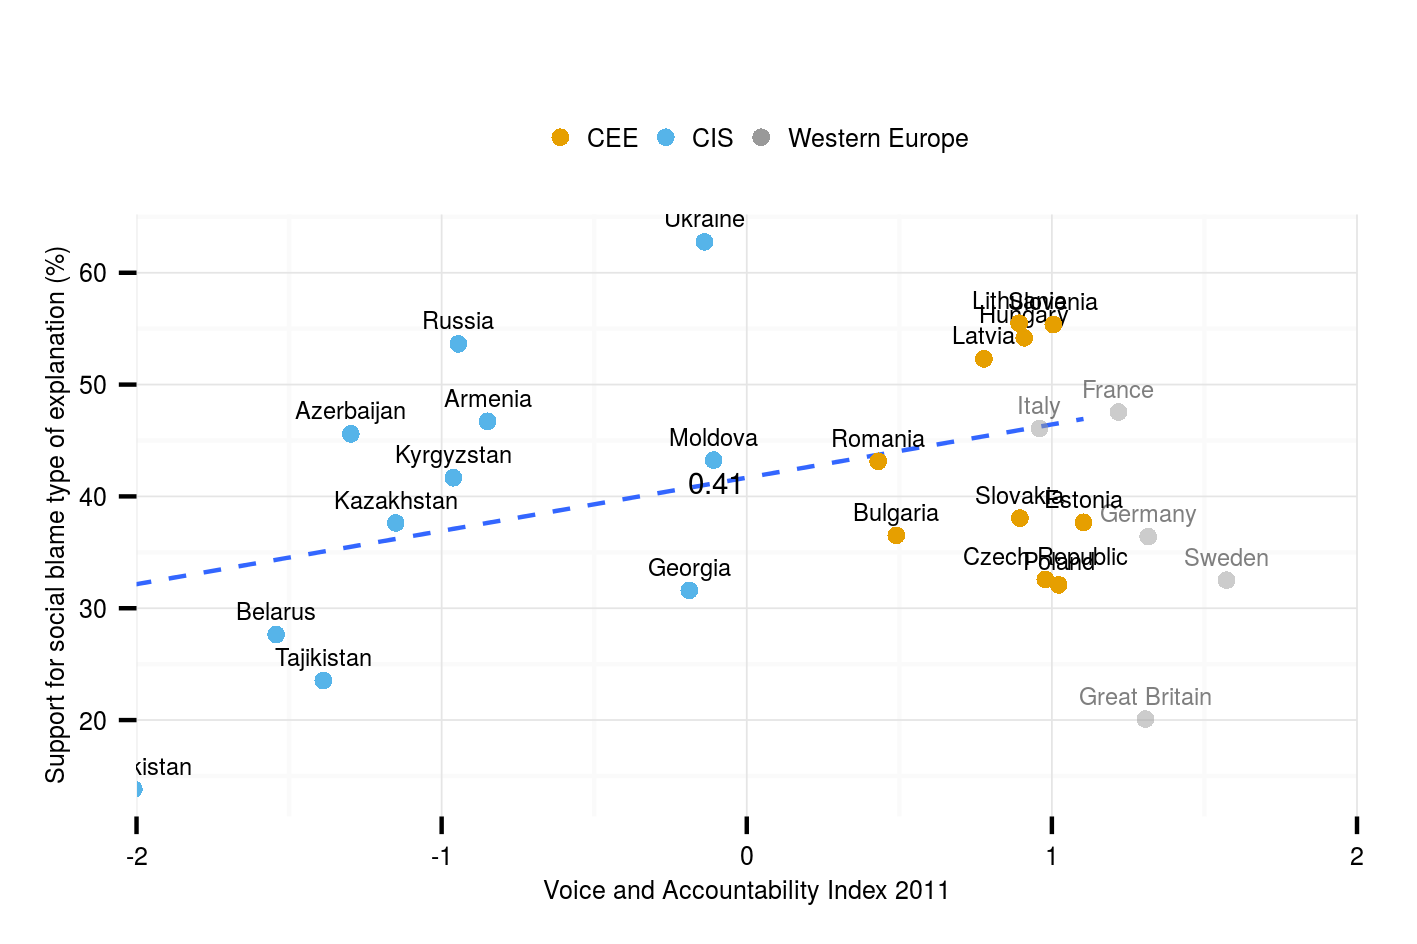 CEE CIS Western Europe
Support for social blame type of explanation (%)
60
50
40
30
20
Ukraine
Lithuania
Slovenia
Hungary
Russia
Latvia
France
Armenia
Italy
Azerbaijan
Moldova
Romania
Kyrgyzstan
0.41
Kazakhstan
Slovakia
Estonia
Bulgaria
Germany
Czech Republic
Poland
Sweden
Georgia
Belarus
Tajikistan
Great Britain
kistan
-2 -1 0 1 2
Voice and Accountability Index 2011